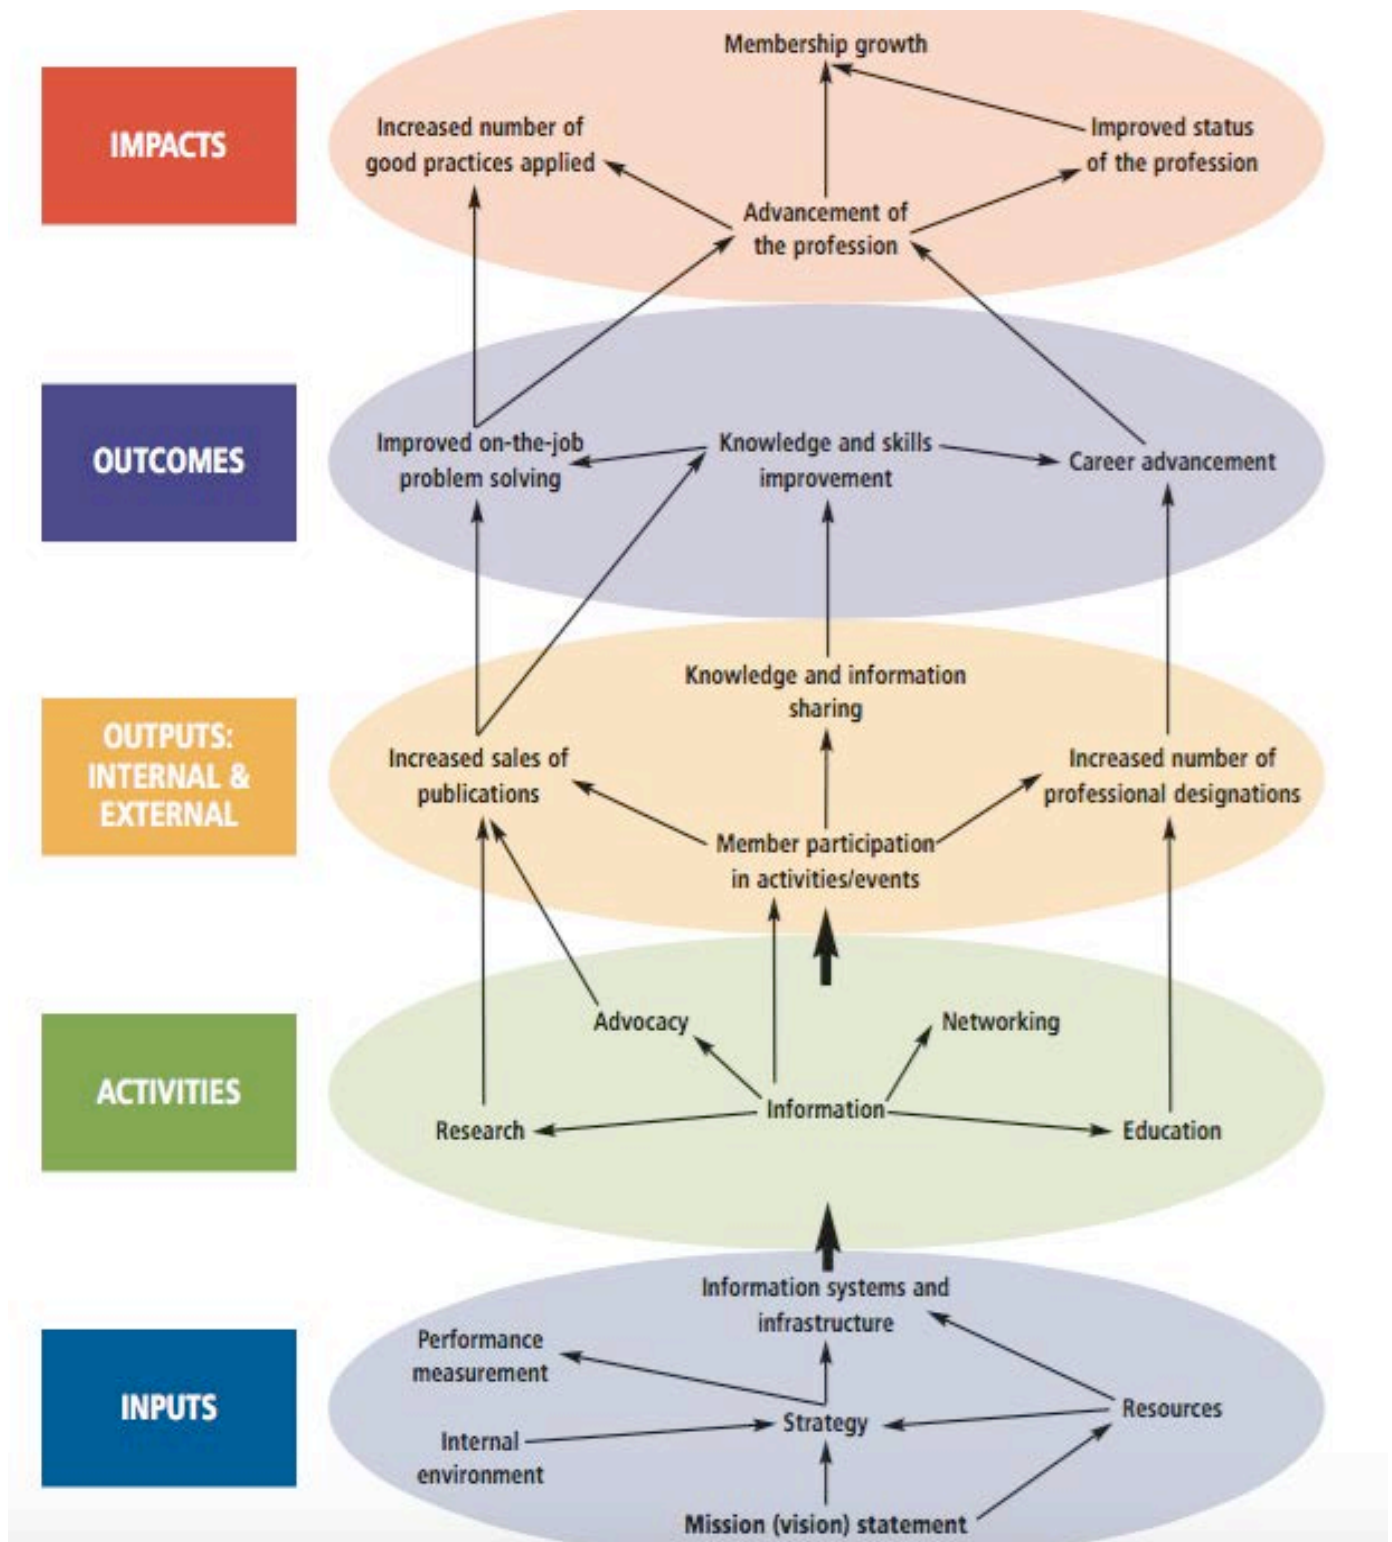 IMPACTS
Membership growth
Increased number of
good practices applied
Improved status
of the profession
Advancement of
the profession
OUTCOMES
Improved on-the-job
problem solving
Knowledge and skills
improvement
Career advancement
OUTPUTS:
INTERNAL &
EXTERNAL
Knowledge and information
sharing
Increased sales of
publications
Increased number of
professional designations
Member participation
in activities/events
ACTIVITIES
Advocacy
Networking
Information
Research
Education
INPUTS
Information systems and
infrastructure
Performance
measurement
Resources
Strategy
Internal
environment
Mission (vision) statement